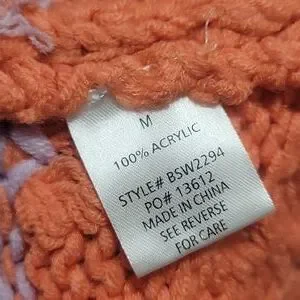 M
100% ACRYLIC
STYLE# BSW2294
PO# 13612
MADE IN CHINA
SEE REVERSE
FOR CARE